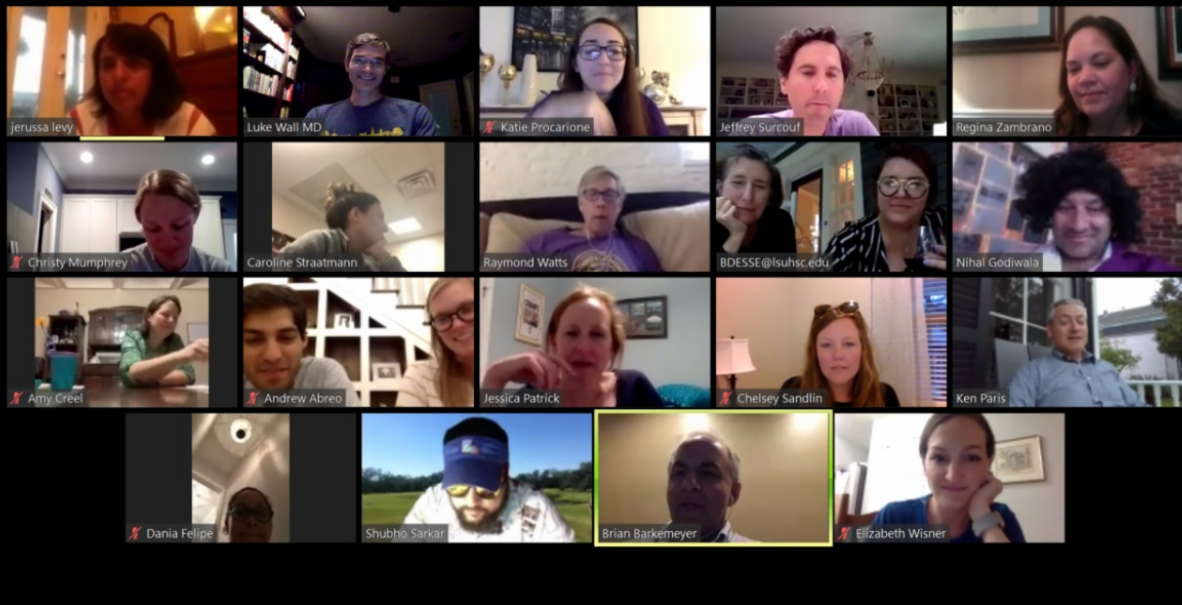 jerussa levy
Luke Wall MD
Katie Procarione
Jeffrey Surcouf
Regina Zambrano
Christy Mumphrey
Caroline Straatmann
Raymond Watts
BDESSE@lsuhsc.edu
Nihal Godiwala
Amy Creel
Andrew Abreo
Jessica Patrick
Chelsey Sandlin
Ken Paris
Dania Felipe
Shubho Sarkar
Brian Barkemeyer
Elizabeth Wisner